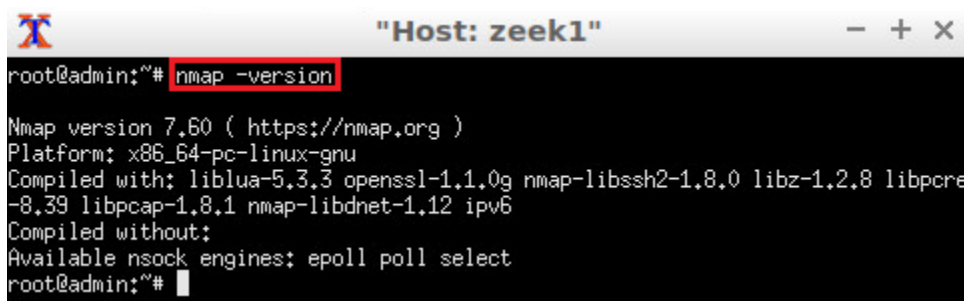 "Host: zeek1"
root@admin:~# nmap -version
Nmap version 7.60 ( https://nmap.org )
Platform: x86_64-pc-linux-gnu
Compiled with: liblua-5.3.3 openssl-1.1.0g nmap-libssh2-1.8.0 libz-1.2.8 libpcre
-8.39 libpcap-1.8.1 nmap-libdnet-1.12 ipv6
Compiled without:
Available nsock engines: epoll poll select
root@admin:~#